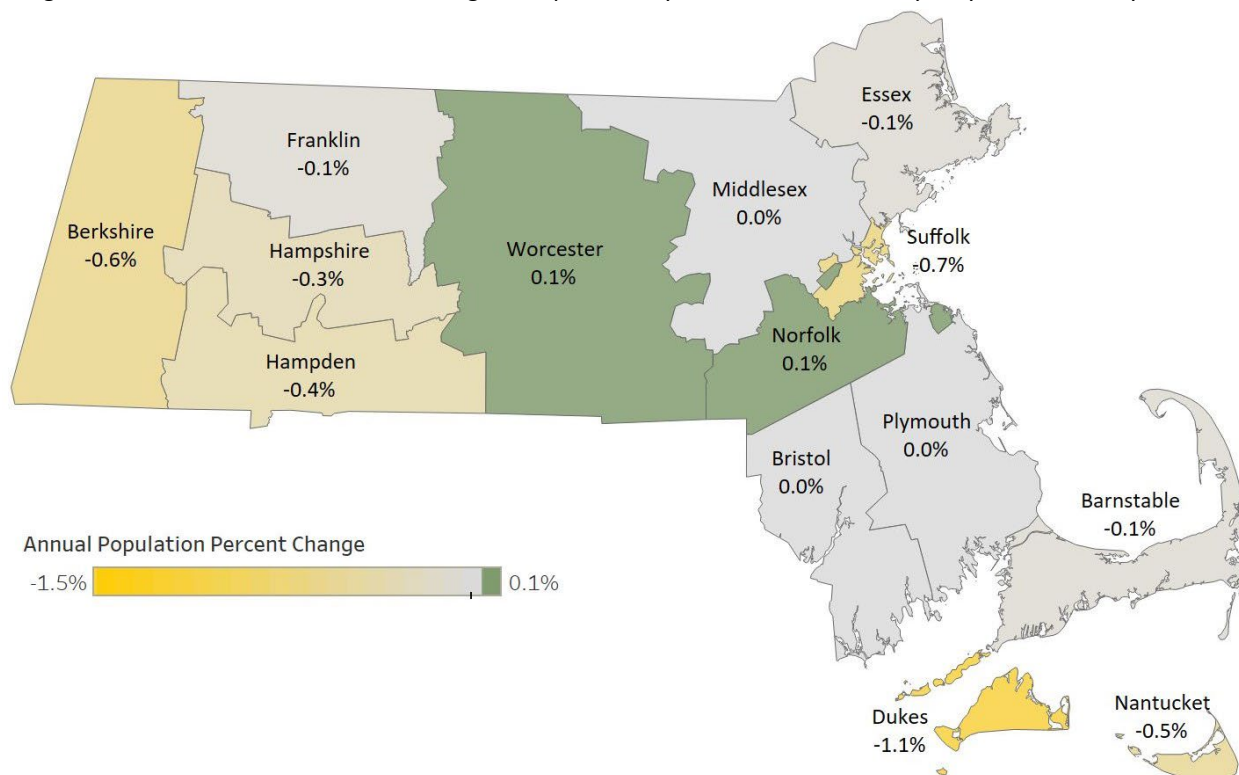 Essex
-0.1%
Franklin
-0.1%
Middlesex
0.0%
Berkshire
-0.6%
Hampshire
-0.3%
Worcester
0.1%
Suffolk
-0.7%
Norfolk
0.1%
Hampden
-0.4%
Plymouth
0.0%
Bristol
0.0%
Barnstable
-0.1%
Annual Population Percent Change
-1.5% 0.1%
Dukes
-1.1%
Nantucket
-0.5%